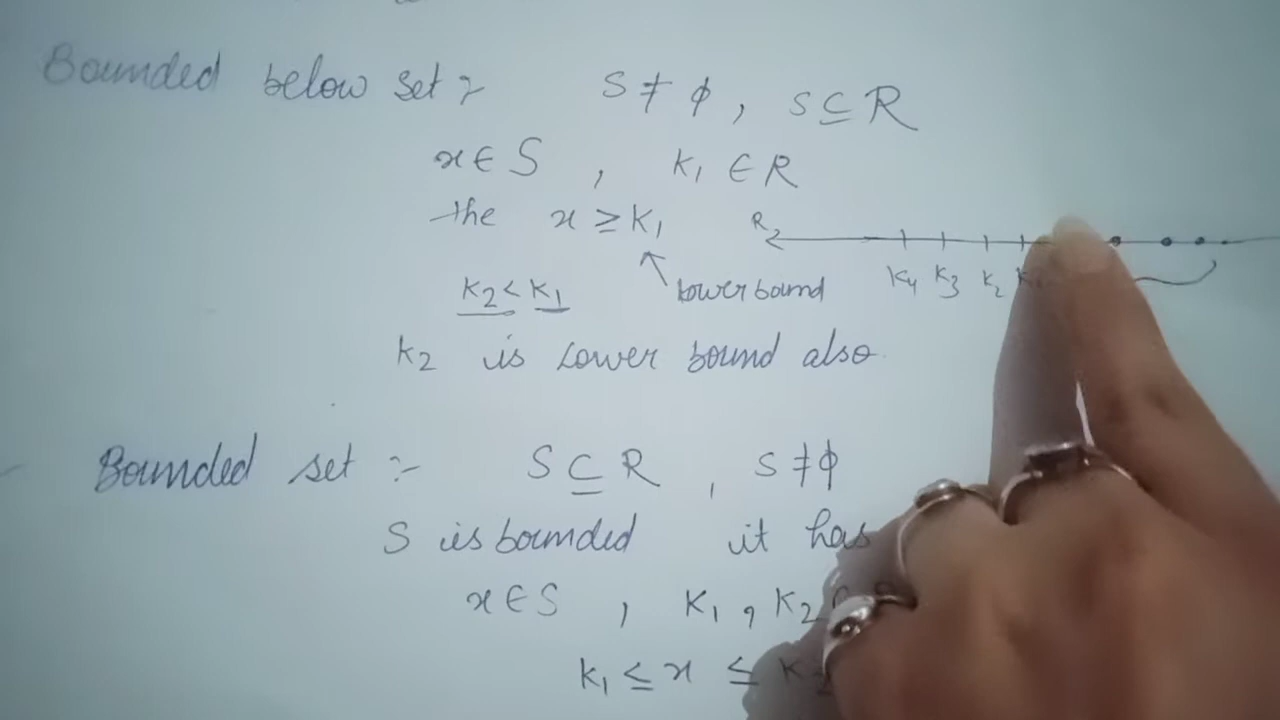 Bounded below set :- S ≠ ϕ, S ⊆ R
x ∈ S , K₁ ∈ R
the x ≥ K₁ R
K₄ K₃ K₂
K₂ < K₁ Lower bound
K₂ is Lower bound also.
Bounded set :- S ⊆ R , S ≠ ϕ
S is bounded it has
x ∈ S , K₁ , K₂
K₁ ≤ x ≤ K₂